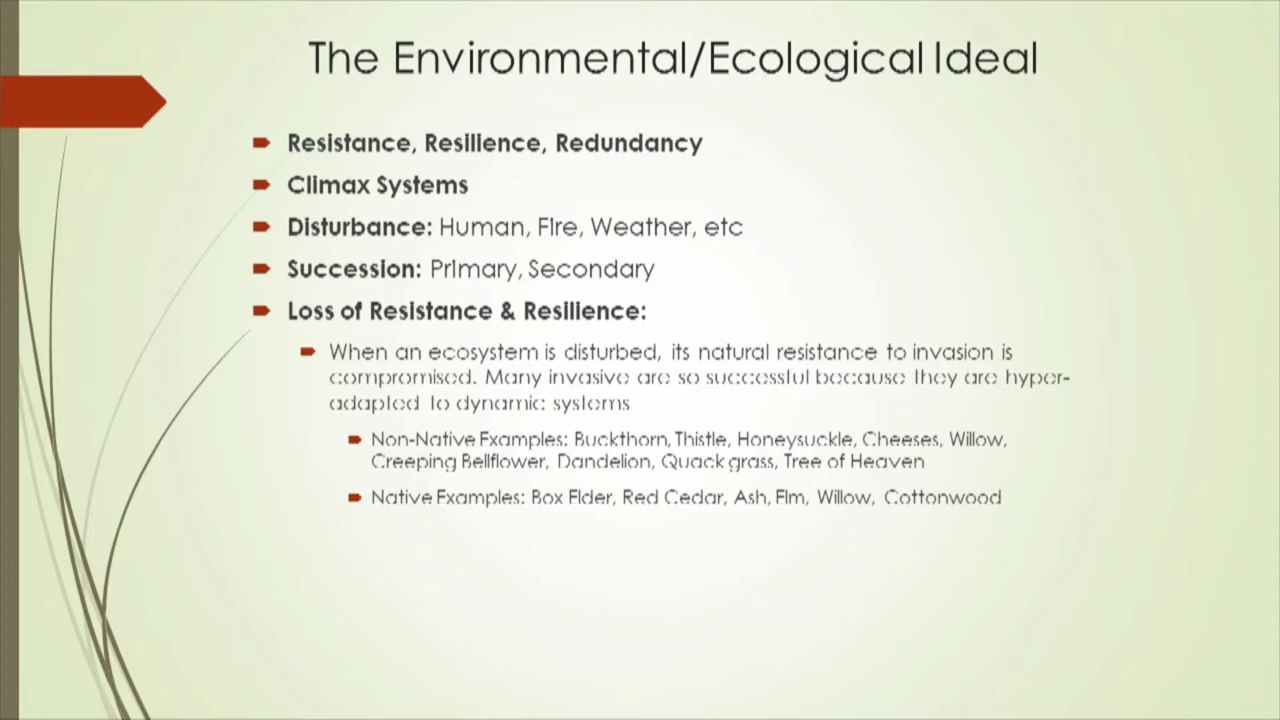 The Environmental/Ecological Ideal
Resistance, Resilience, Redundancy
Climax Systems
Disturbance: Human, Fire, Weather, etc
Succession: Primary, Secondary
Loss of Resistance & Resilience:
When an ecosystem is disturbed, its natural resistance to invasion is
compromised. Many invasive are so successful because they are hyper-
adapted to dynamic systems
Non-Native Examples: Buckthorn, Thistle, Honeysuckle, Cheeses, Willow,
Creeping Bellflower, Dandelion, Quack grass, Tree of Heaven
Native Examples: Box Elder, Red Cedar, Ash, Elm, Willow, Cottonwood